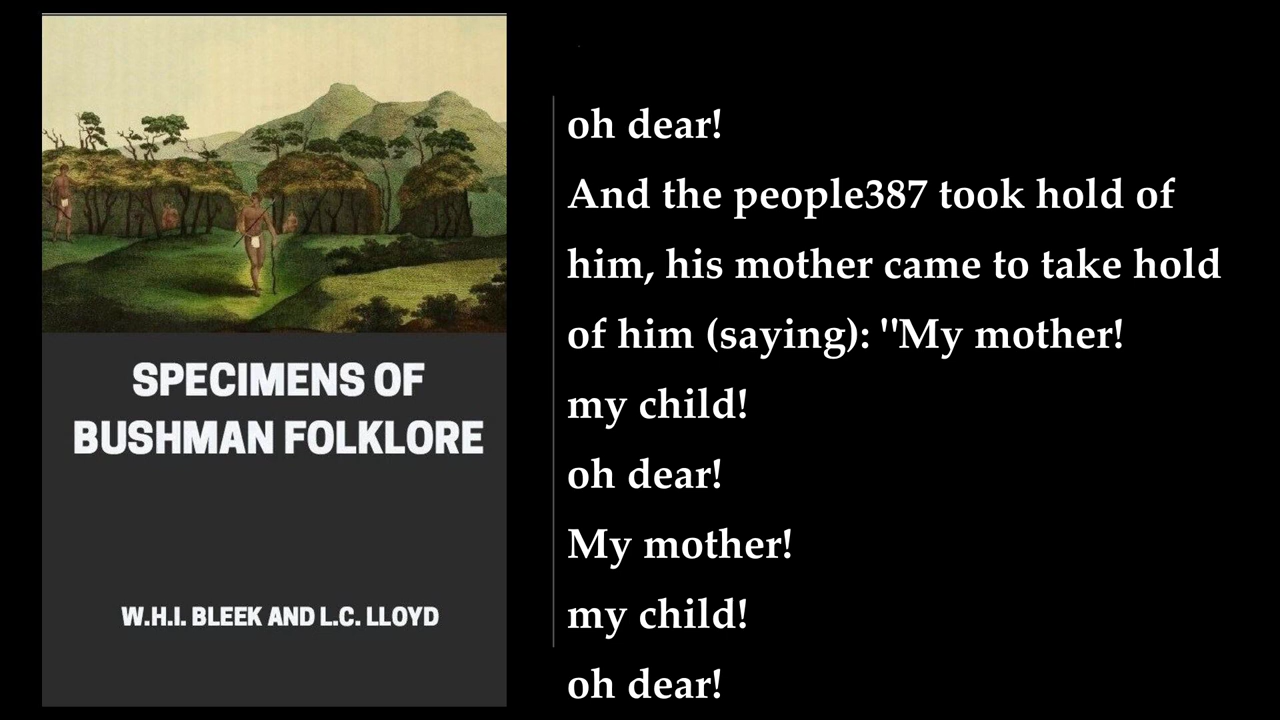 SPECIMENS OF
BUSHMAN FOLKLORE
W.H.I. BLEEK AND L.C. LLOYD
oh dear!
And the people387 took hold of
him, his mother came to take hold
of him (saying): "My mother!
my child!
oh dear!
My mother!
my child!
oh dear!